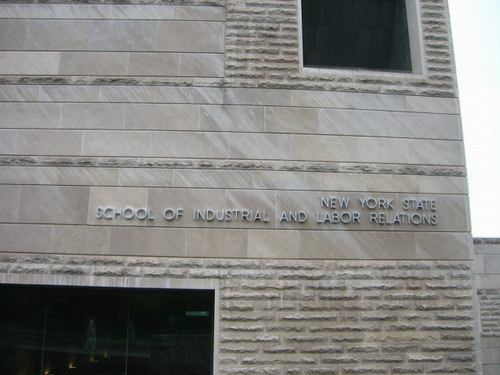 NEW YORK STATE
SCHOOL OF INDUSTRIAL AND LABOR RELATIONS